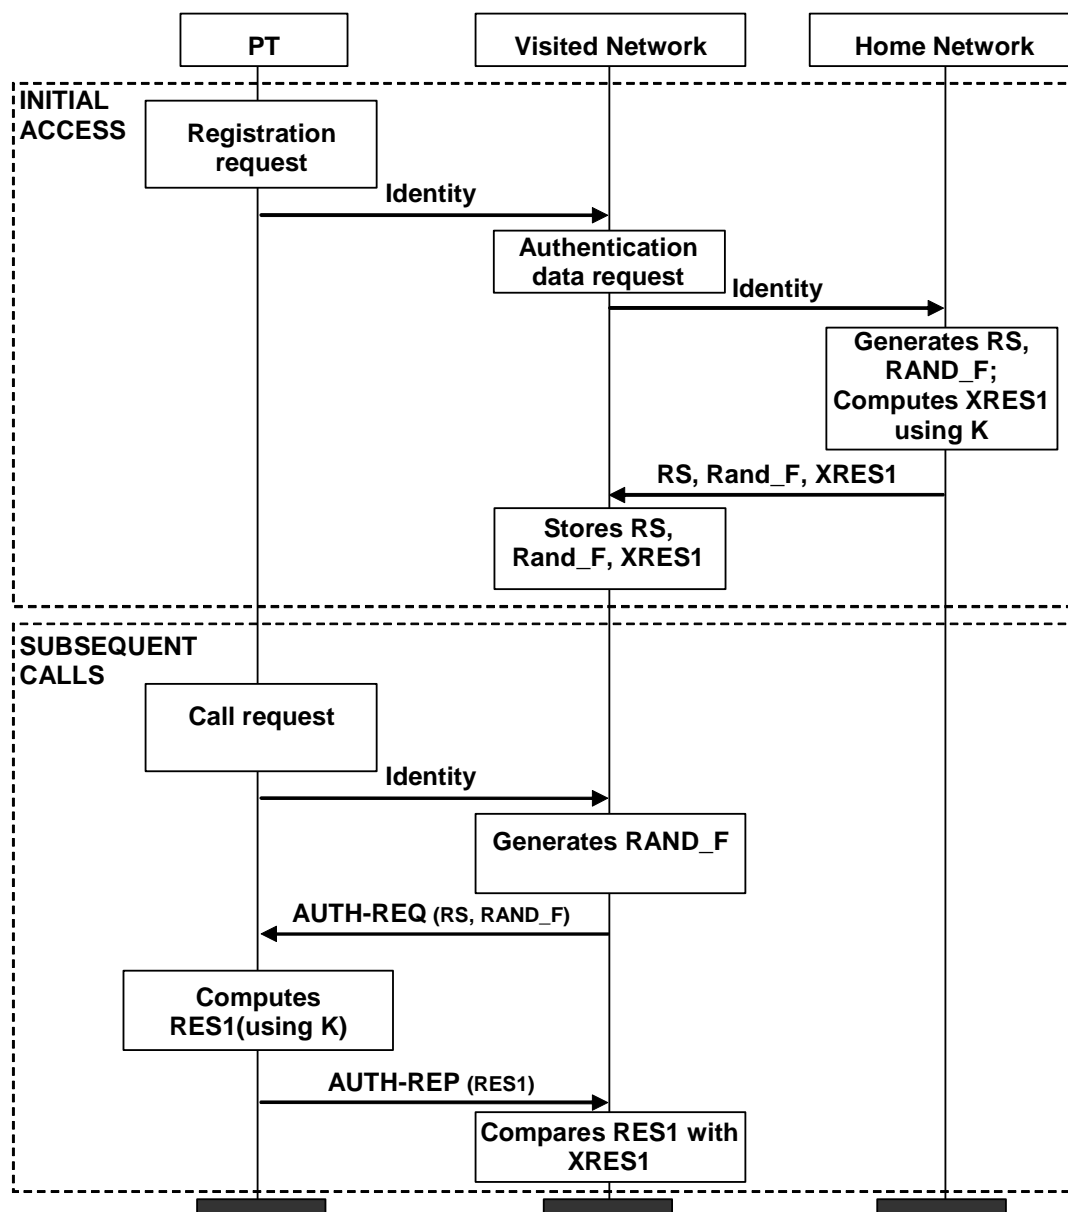 PT
Visited Network
Home Network
INITIAL
ACCESS
Registration
request
Identity
Authentication
data request
Identity
Generates RS,
RAND_F;
Computes XRES1
using K
RS, Rand_F, XRES1
Stores RS,
Rand_F, XRES1
SUBSEQUENT
CALLS
Call request
Identity
Generates RAND_F
AUTH-REQ (RS, RAND_F)
Computes
RES1(using K)
AUTH-REP (RES1)
Compares RES1 with
XRES1